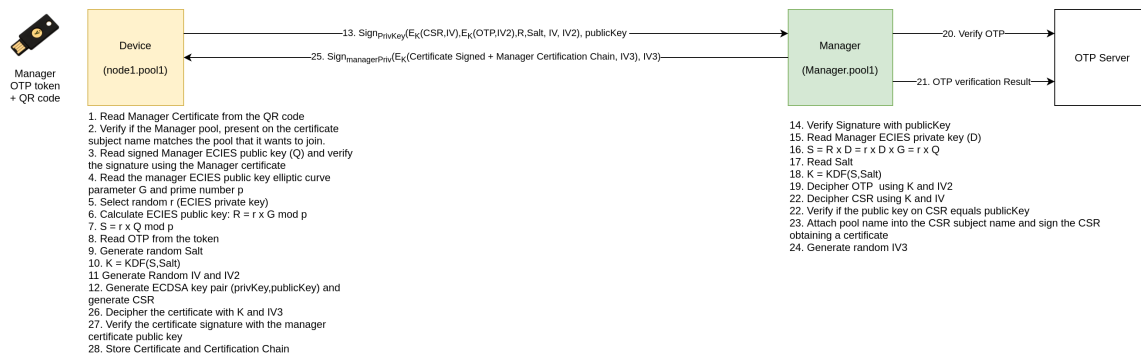 Manager
OTP token
+ QR code
Device
(node1.pool1)
13. Sign_PrivKey(E_K(CSR,IV),E_K(OTP,IV2),R,Salt, IV, IV2), publicKey
25. Sign_managerPriv(E_K(Certificate Signed + Manager Certification Chain, IV3), IV3)
Manager
(Manager.pool1)
20. Verify OTP
21. OTP verification Result
OTP Server
1. Read Manager Certificate from the QR code
2. Verify if the Manager pool, present on the certificate
subject name matches the pool that it wants to join.
3. Read signed Manager ECIES public key (Q) and verify
the signature using the Manager certificate
4. Read the manager ECIES public key elliptic curve
parameter G and prime number p
5. Select random r (ECIES private key)
6. Calculate ECIES public key: R = r x G mod p
7. S = r x Q mod p
8. Read OTP from the token
9. Generate random Salt
10. K = KDF(S,Salt)
11 Generate Random IV and IV2
12. Generate ECDSA key pair (privKey,publicKey) and
generate CSR
26. Decipher the certificate with K and IV3
27. Verify the certificate signature with the manager
certificate public key
28. Store Certificate and Certification Chain
14. Verify Signature with publicKey
15. Read Manager ECIES private key (D)
16. S = R x D = r x D x G = r x Q
17. Read Salt
18. K = KDF(S,Salt)
19. Decipher OTP using K and IV2
22. Decipher CSR using K and IV
22. Verify if the public key on CSR equals publicKey
23. Attach pool name into the CSR subject name and sign the CSR
obtaining a certificate
24. Generate random IV3